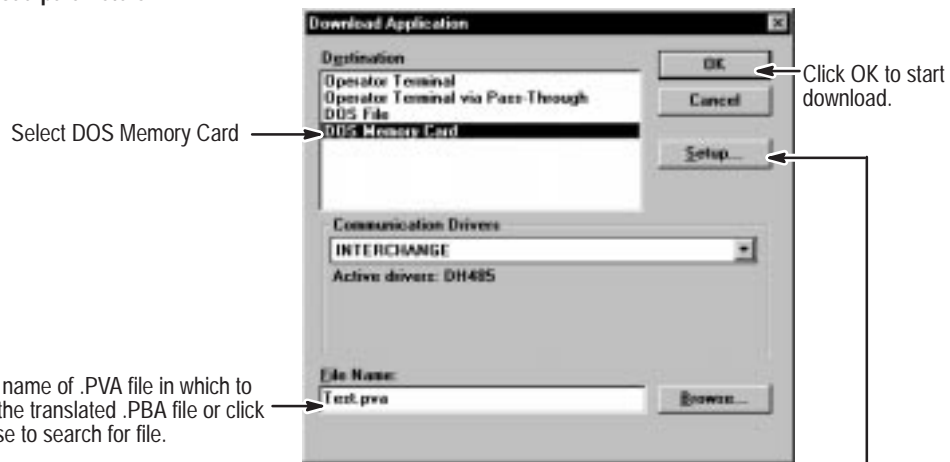 Download Application
Destination
OK
Click OK to start
download.
Operator Terminal
Operator Terminal via Pass-Through
DOS File
DOS Memory Card
Cancel
Select DOS Memory Card
Setup...
Communication Drivers
INTERCHANGE
Active drivers: DH485
File Name:
name of .PVA file in which to
the translated .PBA file or click
se to search for file.
Test.pva
Browse...